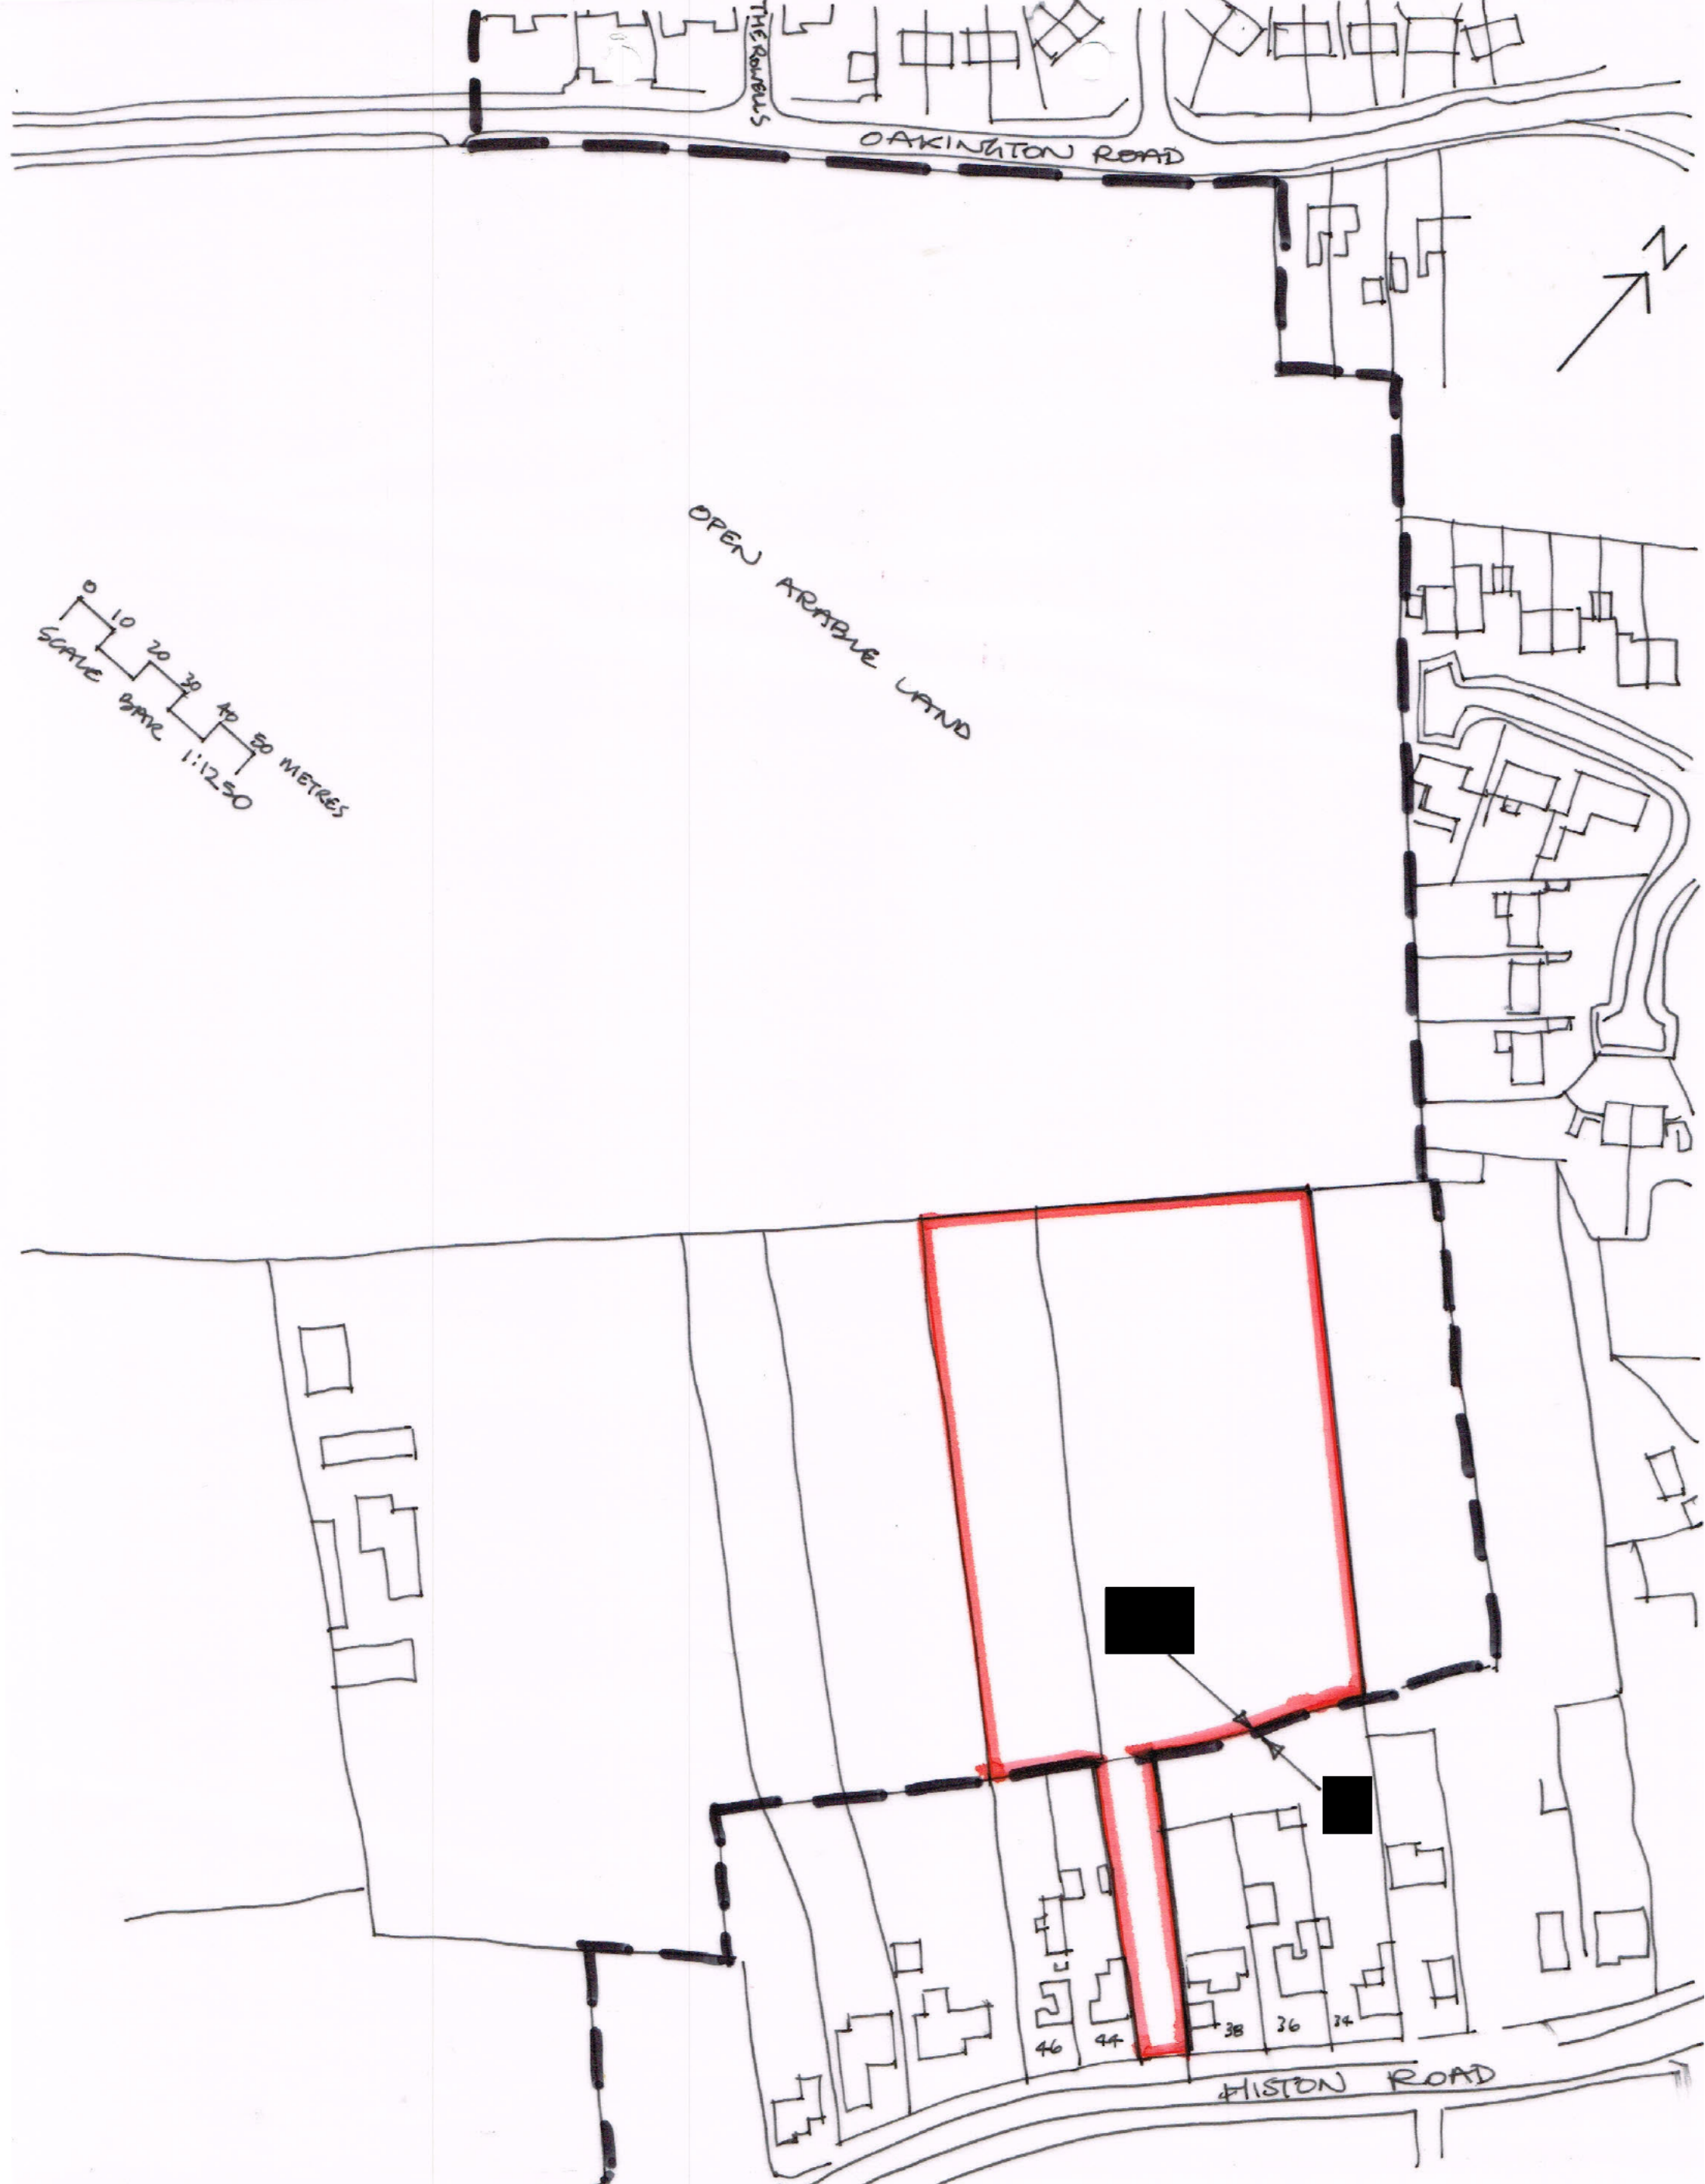 THE ROWELLS
OAKINGTON ROAD
N
OPEN ARABLE LAND
0 10 20 30 40 50 METRES
SCALE BAR 1:1250
46 44 38 36 34
HISTON ROAD